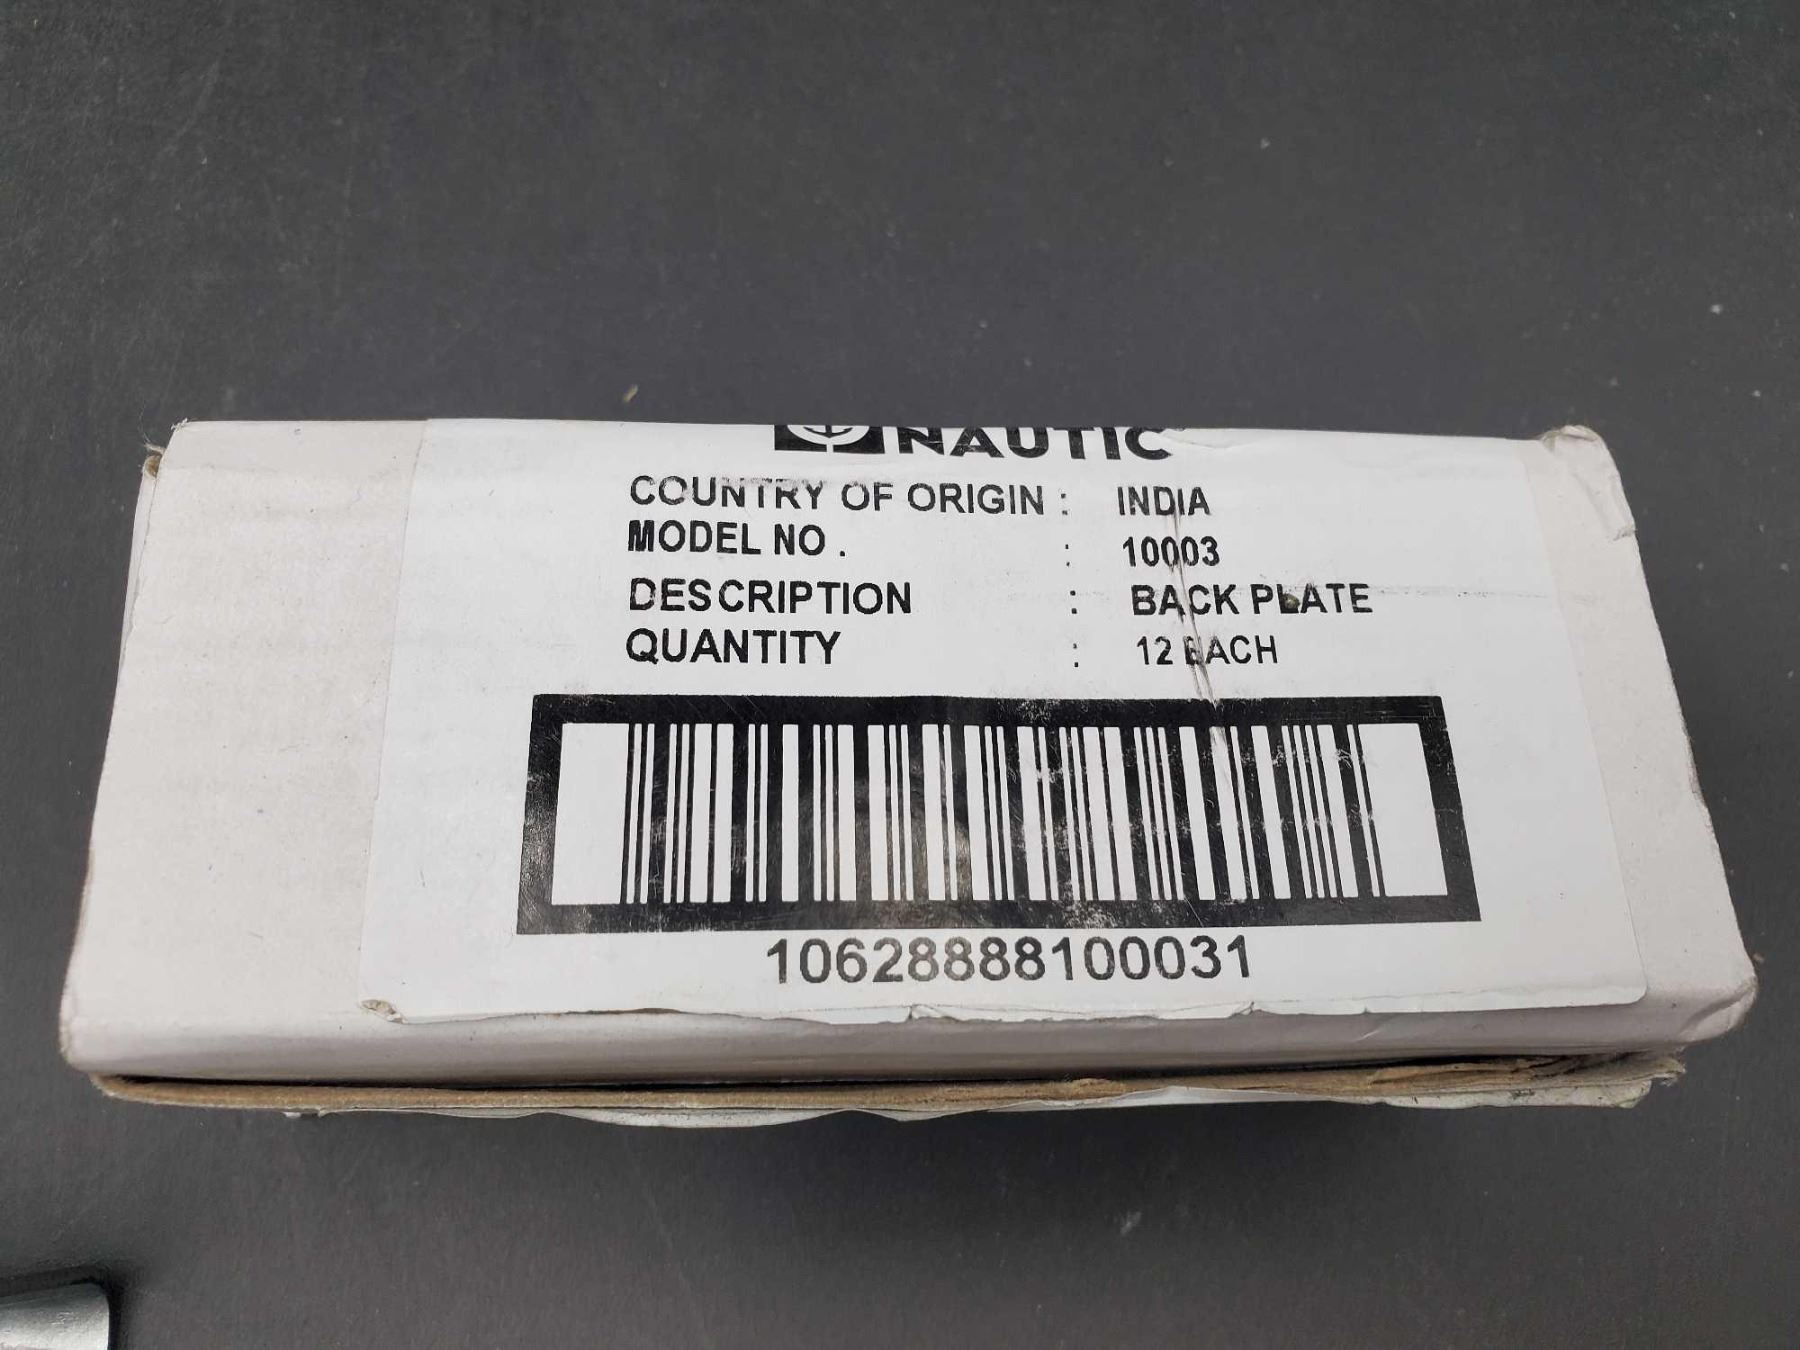 NAUTIC
COUNTRY OF ORIGIN : INDIA
MODEL NO. : 10003
DESCRIPTION : BACK PLATE
QUANTITY : 12 EACH
10628888100031